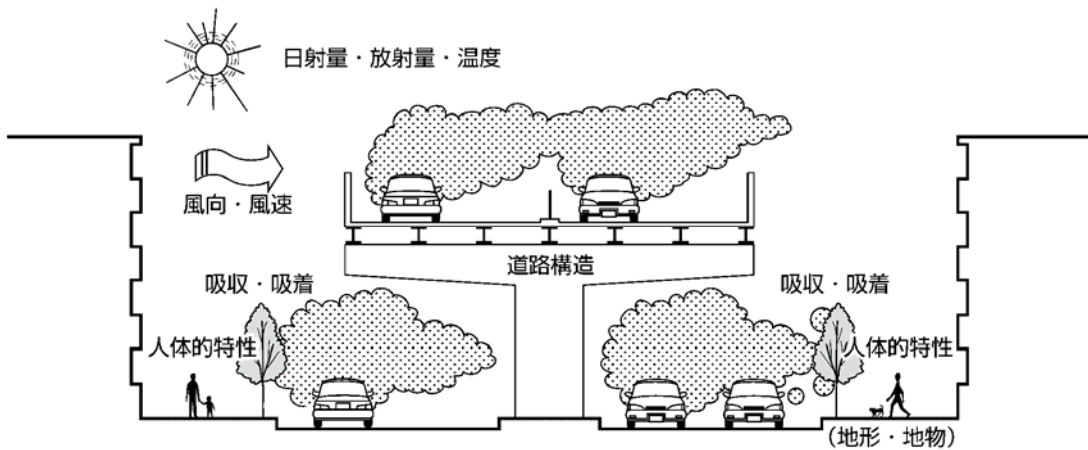 日射量・放射量・温度
風向・風速
道路構造
吸収・吸着
吸収・吸着
人体的特性
人体的特性
(地形・地物)